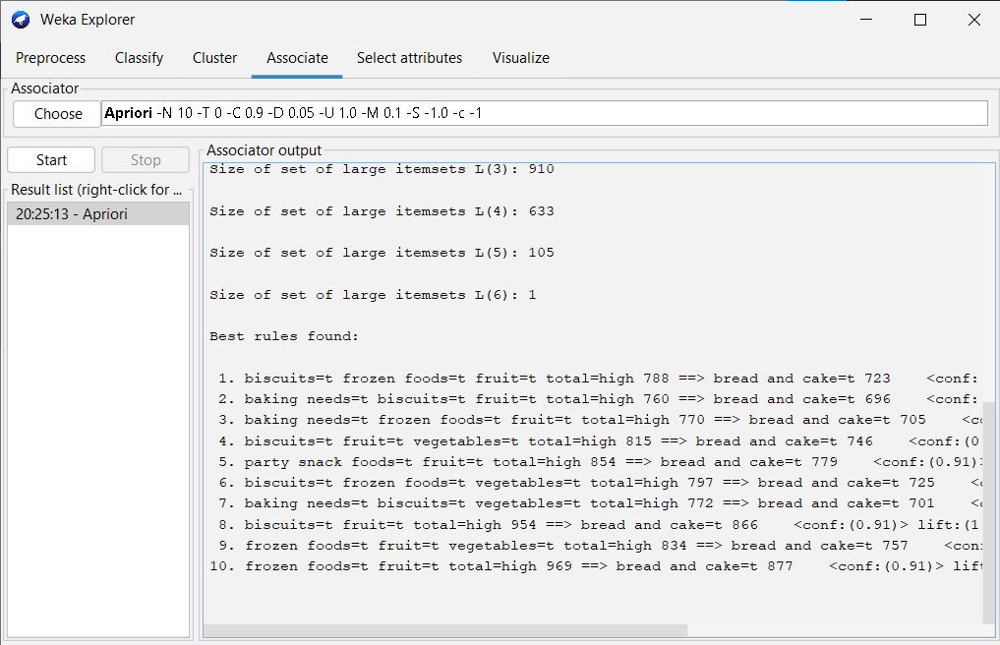 Weka Explorer
Preprocess Classify Cluster Associate Select attributes Visualize
Associator
Choose Apriori -N 10 -T 0 -C 0.9 -D 0.05 -U 1.0 -M 0.1 -S -1.0 -c -1
Start Stop
Result list (right-click for ...
20:25:13 - Apriori
Associator output
Size of set of large itemsets L(3): 910
Size of set of large itemsets L(4): 633
Size of set of large itemsets L(5): 105
Size of set of large itemsets L(6): 1
Best rules found:
1. biscuits=t frozen foods=t fruit=t total=high 788 ==> bread and cake=t 723 <conf:
2. baking needs=t biscuits=t fruit=t total=high 760 ==> bread and cake=t 696 <conf:
3. baking needs=t frozen foods=t fruit=t total=high 770 ==> bread and cake=t 705 <c
4. biscuits=t fruit=t vegetables=t total=high 815 ==> bread and cake=t 746 <conf:(0
5. party snack foods=t fruit=t total=high 854 ==> bread and cake=t 779 <conf:(0.91)>
6. biscuits=t frozen foods=t vegetables=t total=high 797 ==> bread and cake=t 725 <
7. baking needs=t biscuits=t vegetables=t total=high 772 ==> bread and cake=t 701 <
8. biscuits=t fruit=t total=high 954 ==> bread and cake=t 866 <conf:(0.91)> lift:(1
9. frozen foods=t fruit=t vegetables=t total=high 834 ==> bread and cake=t 757 <con
10. frozen foods=t fruit=t total=high 969 ==> bread and cake=t 877 <conf:(0.91)> lift